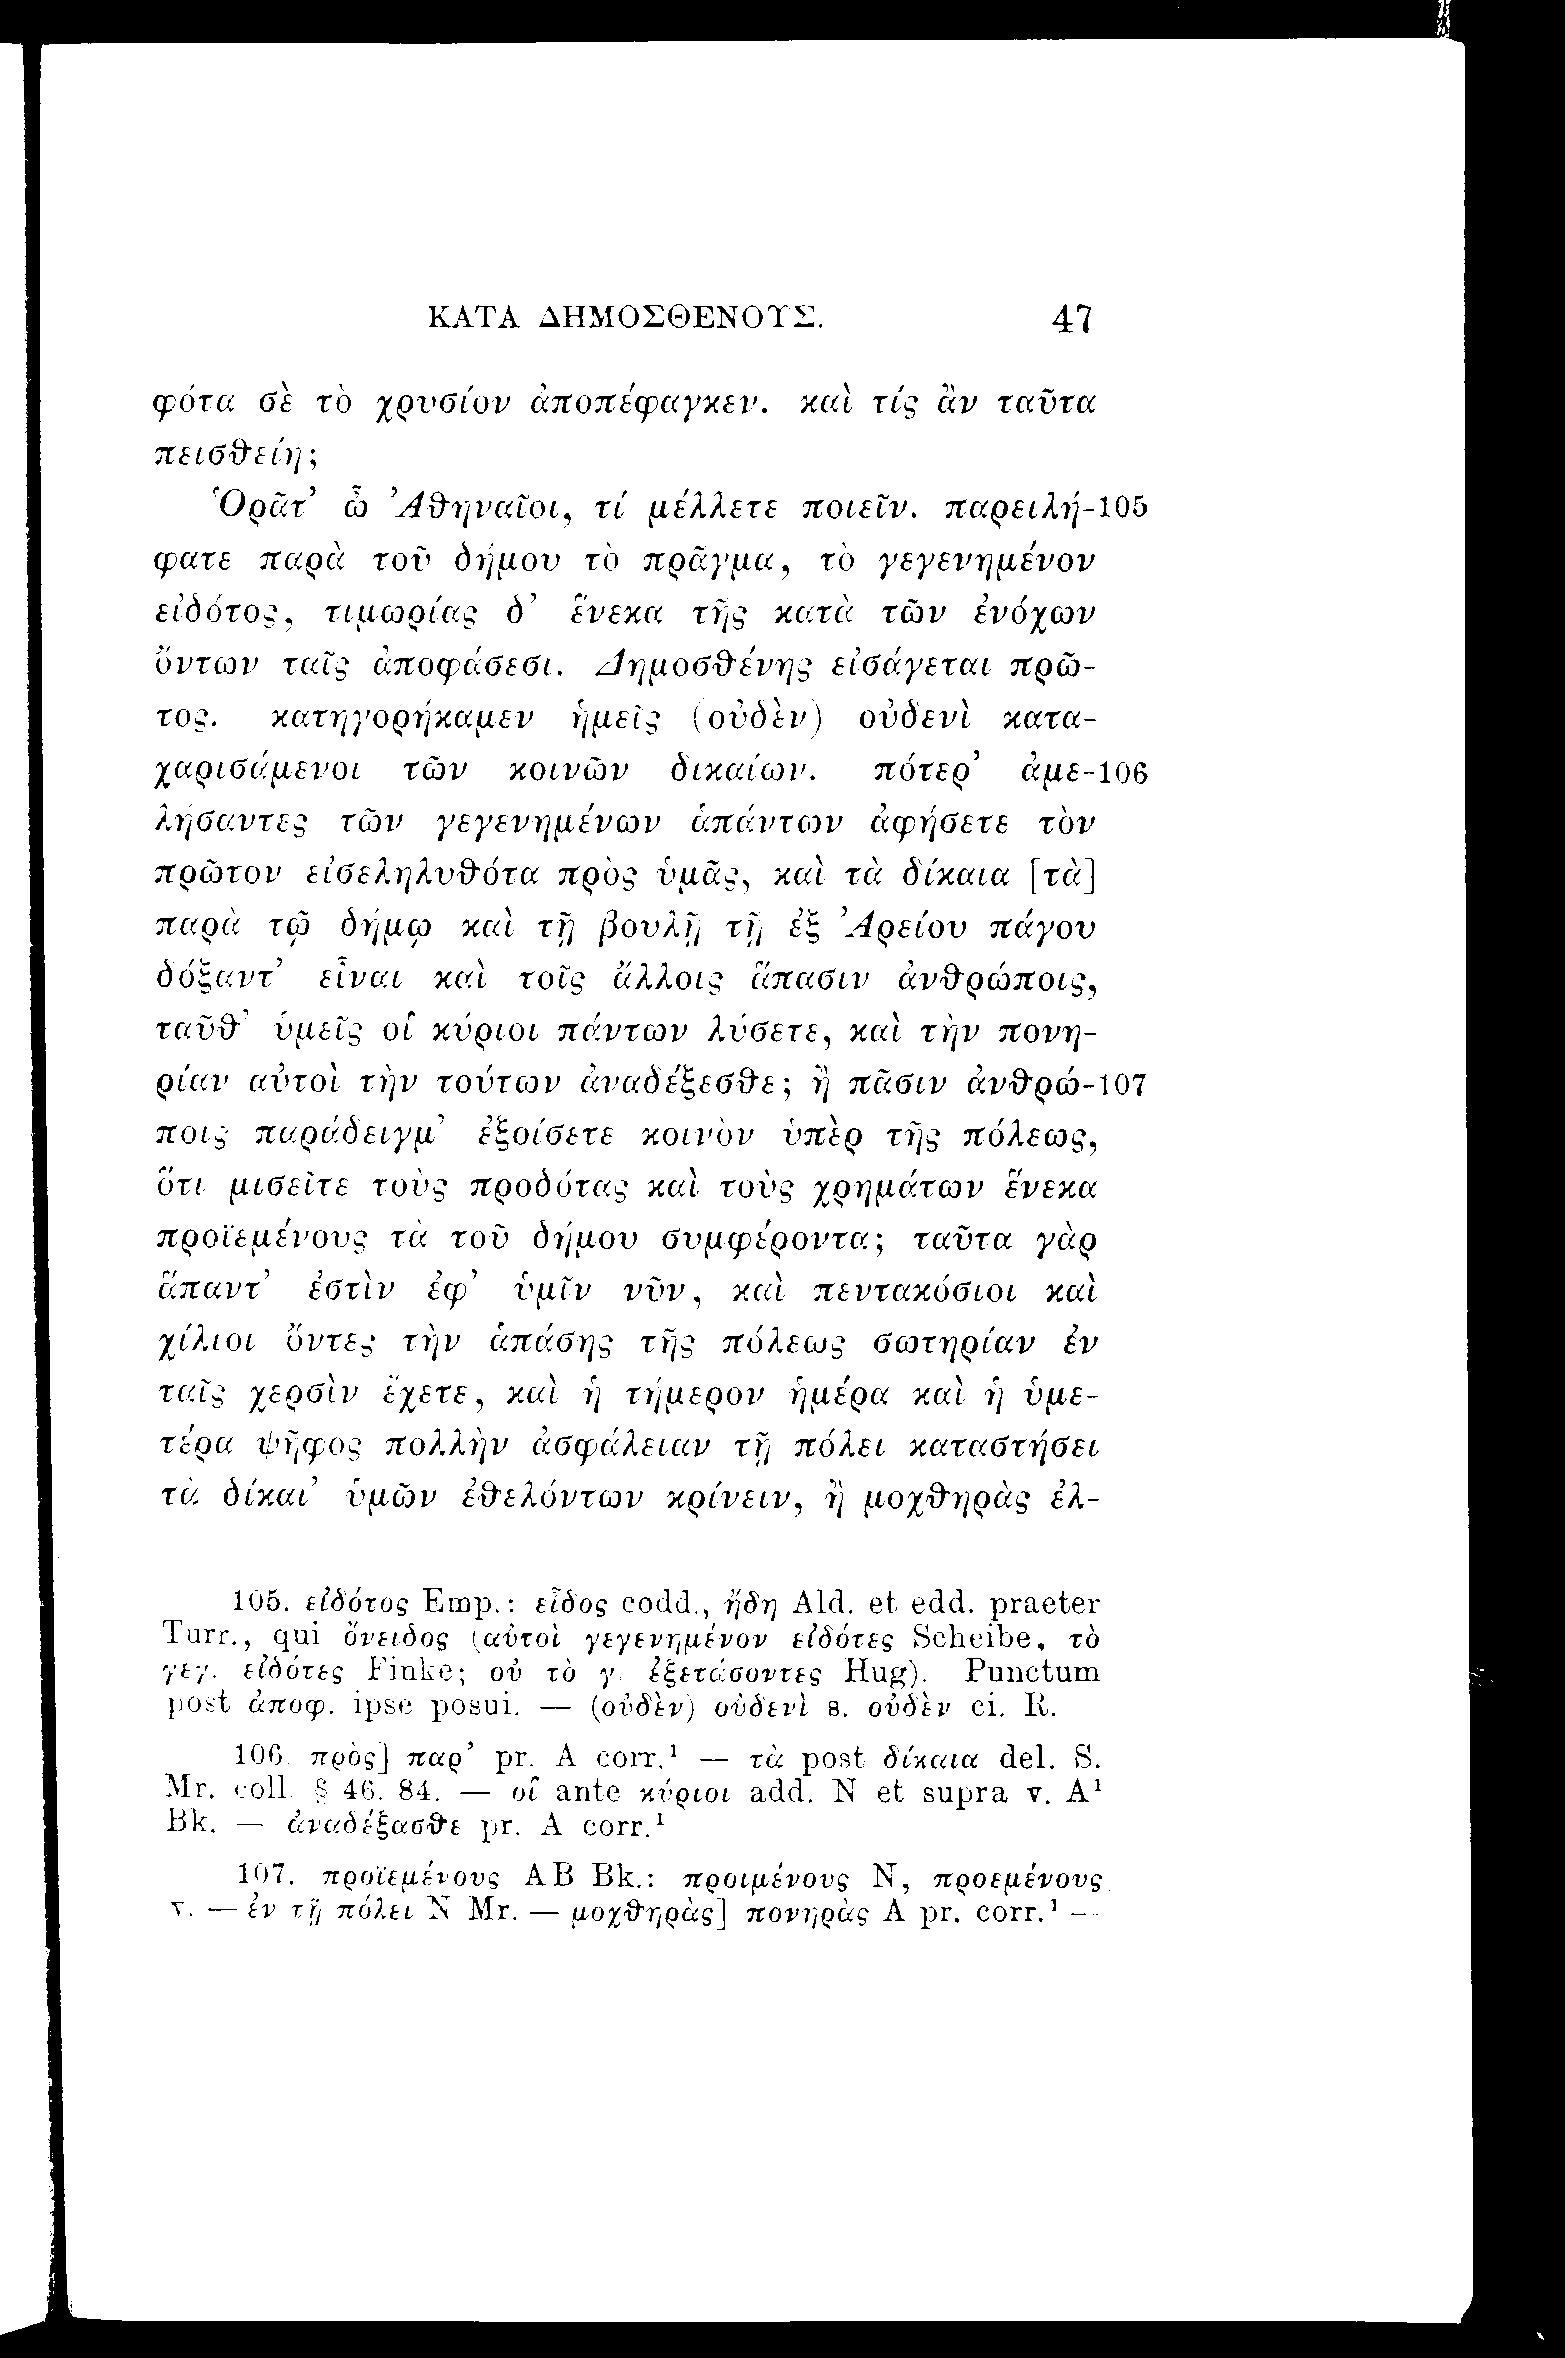 ΚΑΤΑ ΔΗΜΟΣΘΕΝΟΥΣ. 47
φότα σὲ τὸ χρυσίον ἀποπέφαγκεν. καὶ τίς ἂν ταῦτα
πεισθείη;
Ὁρᾶτ’ ὦ Ἀθηναῖοι, τί μέλλετε ποιεῖν. παρειλή-105
φατε παρὰ τοῦ δήμου τὸ πρᾶγμα, τὸ γεγενημένον
εἰδότος, τιμωρίας δ’ ἕνεκα τῆς κατὰ τῶν ἐνόχων
ὄντων ταῖς ἀποφάσεσι. Δημοσθένης εἰσάγεται πρῶ-
τος. κατηγορήκαμεν ἡμεῖς (οὐδὲν) οὐδενὶ κατα-
χαρισάμενοι τῶν κοινῶν δικαίων. πότερ’ ἀμε-106
λήσαντες τῶν γεγενημένων ἁπάντων ἀφήσετε τὸν
πρῶτον εἰσεληλυθότα πρὸς ὑμᾶς, καὶ τὰ δίκαια [τὰ]
παρὰ τῷ δήμῳ καὶ τῇ βουλῇ τῇ ἐξ Ἀρείου πάγου
δόξαντ’ εἶναι καὶ τοῖς ἄλλοις ἅπασιν ἀνθρώποις,
ταῦθ’ ὑμεῖς οἱ κύριοι πάντων λύσετε, καὶ τὴν πονη-
ρίαν αὐτοὶ τὴν τούτων ἀναδέξεσθε; ἢ πᾶσιν ἀνθρώ-107
ποις παράδειγμ’ ἐξοίσετε κοινὸν ὑπὲρ τῆς πόλεως,
ὅτι μισεῖτε τοὺς προδότας καὶ τοὺς χρημάτων ἕνεκα
προϊεμένους τὰ τοῦ δήμου συμφέροντα; ταῦτα γὰρ
ἅπαντ’ ἐστὶν ἐφ’ ὑμῖν νῦν, καὶ πεντακόσιοι καὶ
χίλιοι ὄντες τὴν ἁπάσης τῆς πόλεως σωτηρίαν ἐν
ταῖς χερσὶν ἔχετε, καὶ ἡ τήμερον ἡμέρα καὶ ἡ ὑμε-
τέρα ψῆφος πολλὴν ἀσφάλειαν τῇ πόλει καταστήσει
τὰ δίκαι’ ὑμῶν ἐθελόντων κρίνειν, ἢ μοχθηρὰς ἐλ-
105. εἰδότος Emp.: εἶδος codd., ἤδη Ald. et edd. praeter
Turr., qui ὄνειδος (αὐτοὶ γεγενημένον εἰδότες Scheibe, τὸ
γεγ. εἰδότες Finke; οὐ τὸ γ. ἐξετάσοντες Hug). Punctum
post ἀποφ. ipse posui. — (οὐδὲν) οὐδενὶ s. οὐδὲν ci. R.
106. πρὸς] παρ’ pr. A corr.¹ — τὰ post δίκαια del. S.
Mr. coll. § 46. 84. — οἱ ante κύριοι add. N et supra v. A¹
Bk. — ἀναδέξασθε pr. A corr.¹
107. προϊεμένους AB Bk.: προιμένους N, προεμένους
v. — ἐν τῇ πόλει N Mr. — μοχθηρὰς] πονηρὰς A pr. corr.¹ —